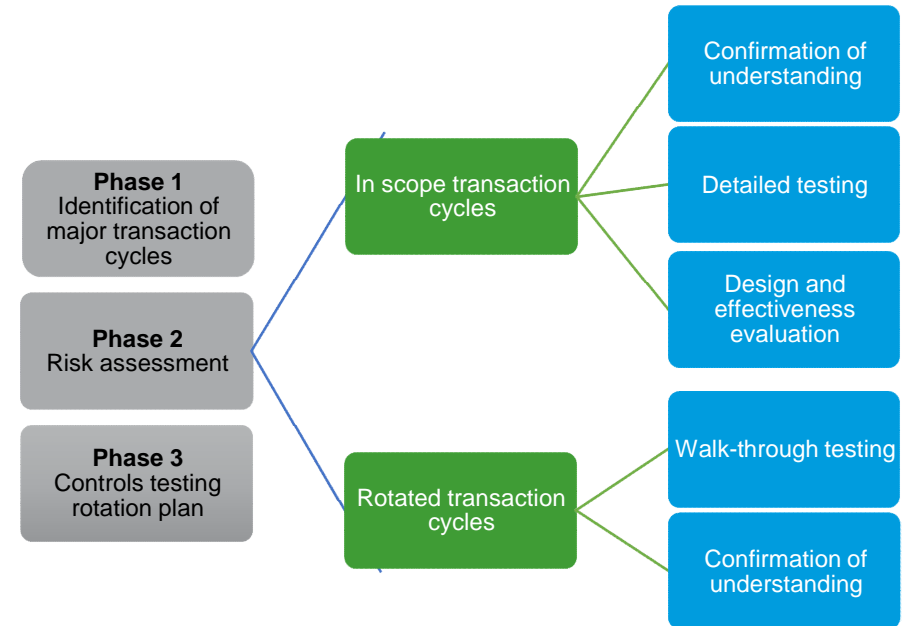 Phase 1
Identification of
major transaction
cycles
Phase 2
Risk assessment
Phase 3
Controls testing
rotation plan
In scope transaction
cycles
Rotated transaction
cycles
Confirmation of
understanding
Detailed testing
Design and
effectiveness
evaluation
Walk-through testing
Confirmation of
understanding